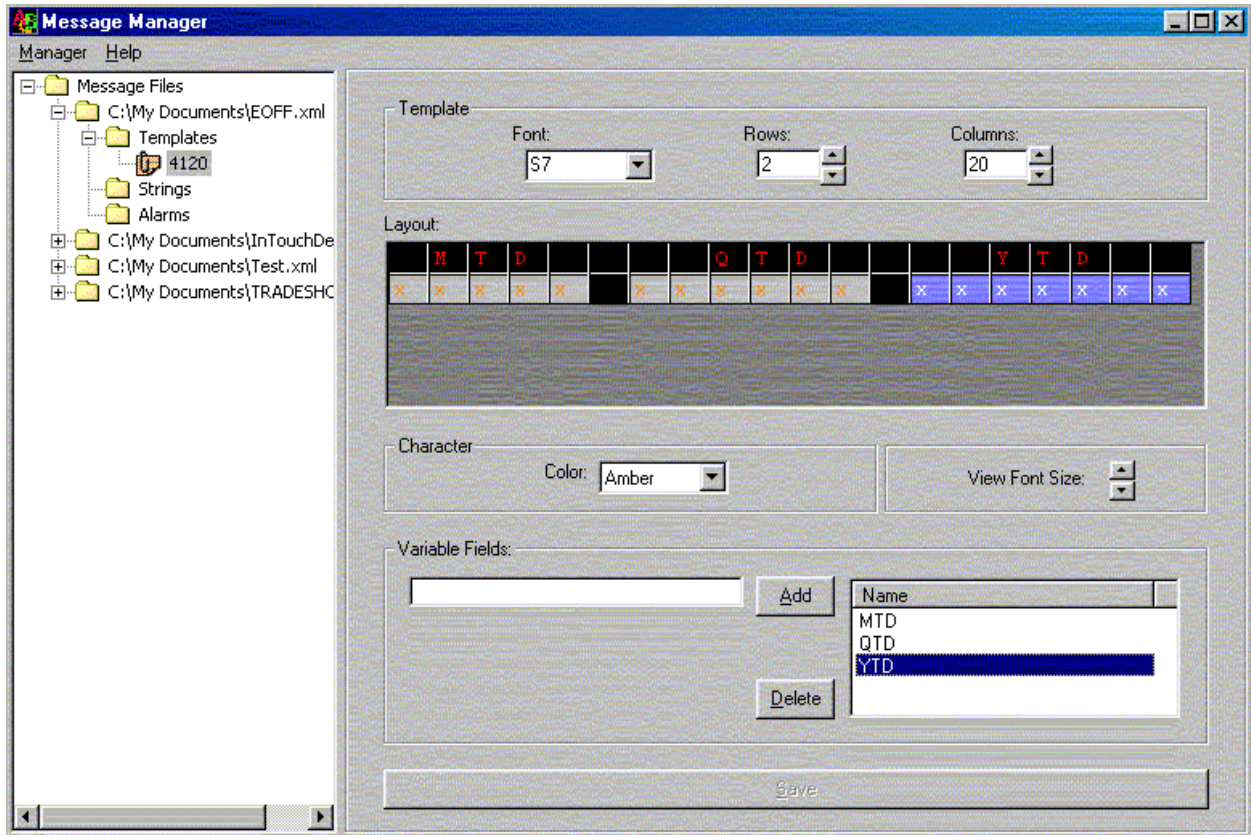 Message Manager
Manager Help
Message Files
C:\My Documents\EOFF.xml
Templates
4120
Strings
Alarms
C:\My Documents\InTouchDe
C:\My Documents\Test.xml
C:\My Documents\TRADESHC
Template
Font: Rows: Columns:
S7 2 20
Layout:
M T D Q T D Y T D
x x x x x x x x x x x x x x x x x x
Character
Color: Amber
View Font Size:
Variable Fields:
Add
Name
MTD
QTD
YTD
Delete
Save